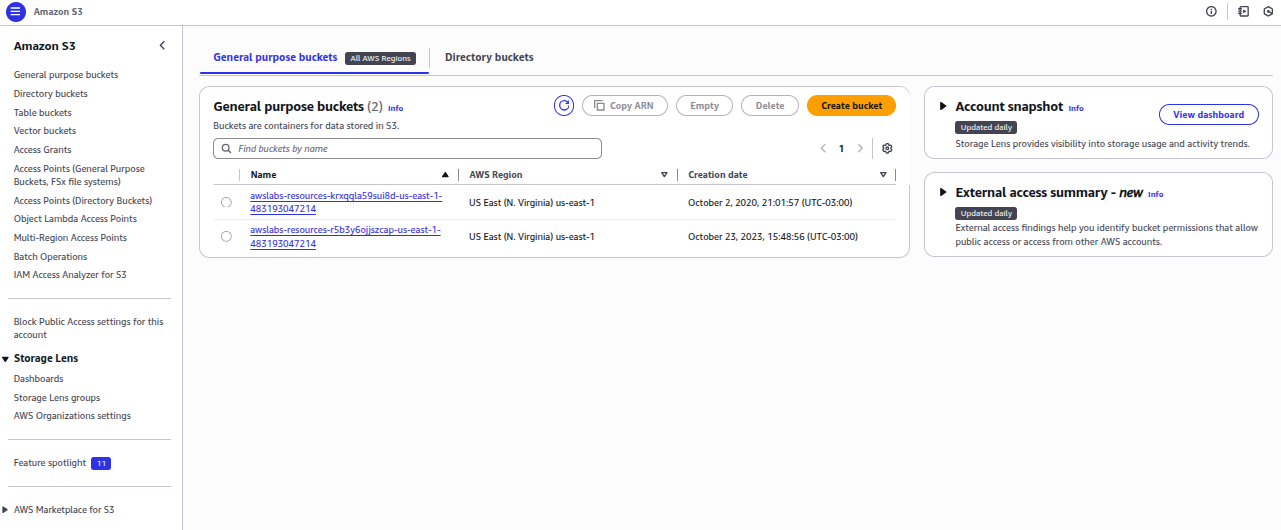 Amazon S3
Amazon S3
General purpose buckets
Directory buckets
Table buckets
Vector buckets
Access Grants
Access Points (General Purpose
Buckets, FSx file systems)
Access Points (Directory Buckets)
Object Lambda Access Points
Multi-Region Access Points
Batch Operations
IAM Access Analyzer for S3
Block Public Access settings for this
account
Storage Lens
Dashboards
Storage Lens groups
AWS Organizations settings
Feature spotlight 11
AWS Marketplace for S3
General purpose buckets All AWS Regions Directory buckets
General purpose buckets (2) Info Copy ARN Empty Delete Create bucket
Buckets are containers for data stored in S3.
Find buckets by name 1
Name AWS Region Creation date
awslabs-resources-krxqqla59sui8d-us-east-1-
483193047214 US East (N. Virginia) us-east-1 October 2, 2020, 21:01:57 (UTC-03:00)
awslabs-resources-r5b3y6ojjszcap-us-east-1-
483193047214 US East (N. Virginia) us-east-1 October 23, 2023, 15:48:56 (UTC-03:00)
Account snapshot Info View dashboard
Updated daily
Storage Lens provides visibility into storage usage and activity trends.
External access summary - new Info
Updated daily
External access findings help you identify bucket permissions that allow
public access or access from other AWS accounts.